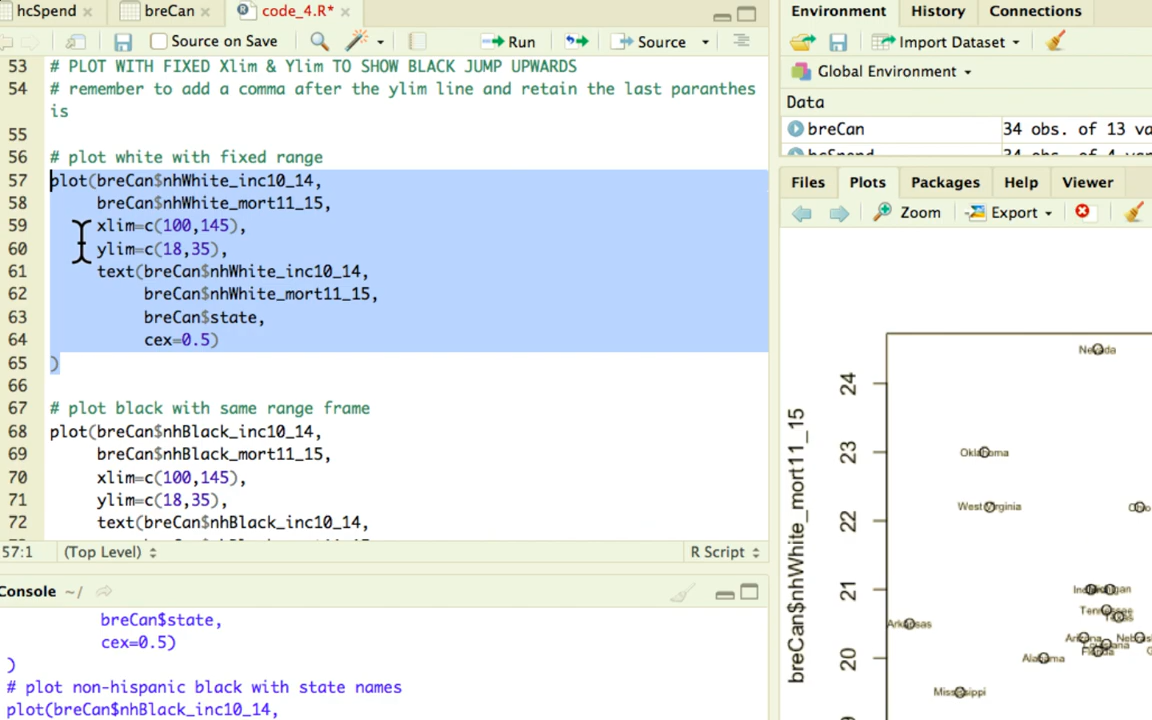 hcSpend
breCan
code_4.R*
Source on Save
Run
Source
53 # PLOT WITH FIXED Xlim & Ylim TO SHOW BLACK JUMP UPWARDS
54 # remember to add a comma after the ylim line and retain the last paranthes
is
55
56 # plot white with fixed range
57 plot(breCan$nhWhite_inc10_14,
58 breCan$nhWhite_mort11_15,
59 xlim=c(100,145),
60 ylim=c(18,35),
61 text(breCan$nhWhite_inc10_14,
62 breCan$nhWhite_mort11_15,
63 breCan$state,
64 cex=0.5)
65 )
66
67 # plot black with same range frame
68 plot(breCan$nhBlack_inc10_14,
69 breCan$nhBlack_mort11_15,
70 xlim=c(100,145),
71 ylim=c(18,35),
72 text(breCan$nhBlack_inc10_14,
57:1 (Top Level) R Script
Console ~/
breCan$state,
cex=0.5)
)
# plot non-hispanic black with state names
plot(breCan$nhBlack_inc10_14,
Environment History Connections
Import Dataset
Global Environment
Data
breCan 34 obs. of 13 va
Files Plots Packages Help Viewer
Zoom Export
breCan$nhWhite_mort11_15
24
23
22
21
20
Nevada
Oklahoma
West Virginia
Ohio
Tennessee
Texas
Arkansas
Arizona
Florida
Alabama
Mississippi